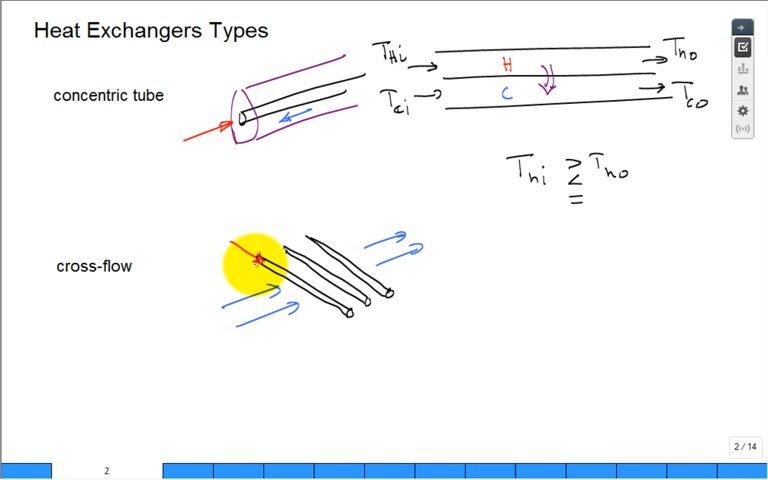 Heat Exchangers Types
concentric tube
THi
H
Tho
Tci
C
Tco
Thi ≥ < = Tho
cross-flow
2 / 14
2